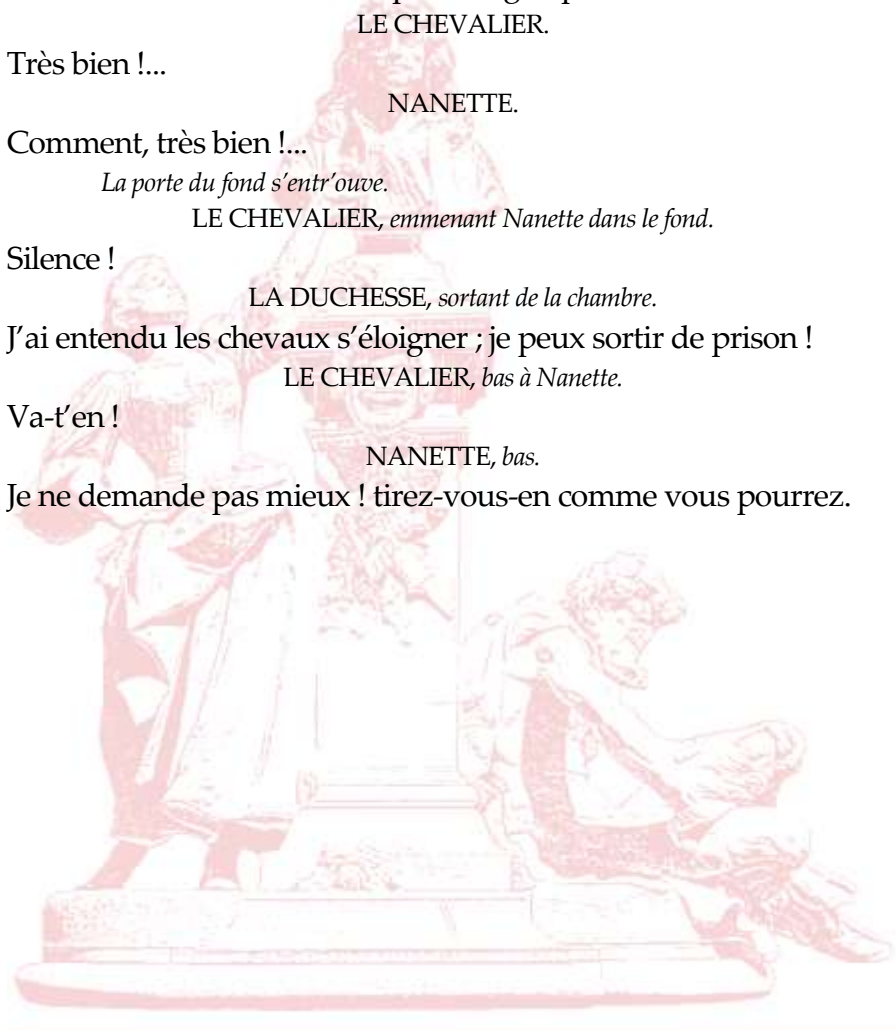 LE CHEVALIER.
Très bien !...
NANETTE.
Comment, très bien !...
La porte du fond s'entr'ouve.
LE CHEVALIER, emmenant Nanette dans le fond.
Silence !
LA DUCHESSE, sortant de la chambre.
J’ai entendu les chevaux s’éloigner ; je peux sortir de prison !
LE CHEVALIER, bas à Nanette.
Va-t’en !
NANETTE, bas.
Je ne demande pas mieux ! tirez-vous-en comme vous pourrez.